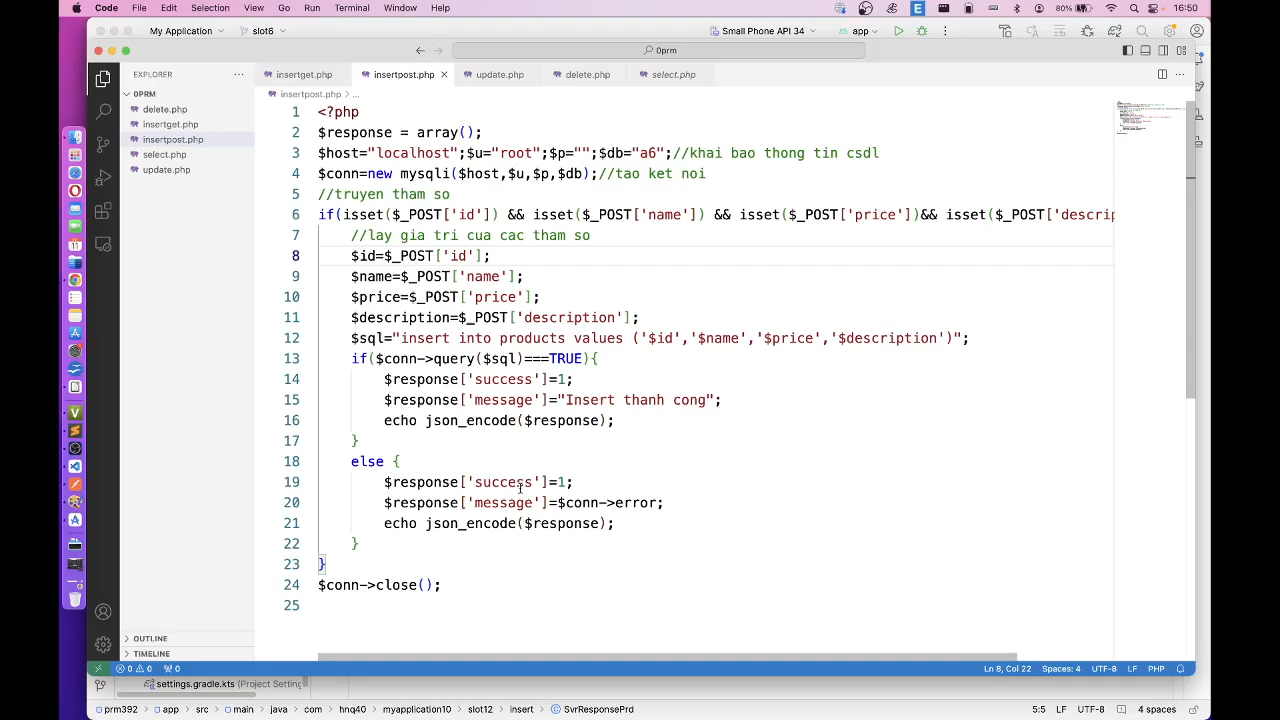 Code File Edit Selection View Go Run Terminal Window Help 80% 16:50
My Application slot6 Small Phone API 34 app
0prm
EXPLORER insertget.php insertpost.php update.php delete.php select.php
0PRM insertpost.php > ...
delete.php
insertget.php
insertpost.php
select.php
update.php
1 <?php
2 $response = array();
3 $host="localhost";$u="root";$p="";$db="a6";//khai bao thong tin csdl
4 $conn=new mysqli($host,$u,$p,$db);//tao ket noi
5 //truyen tham so
6 if(isset($_POST['id']) && isset($_POST['name']) && isset($_POST['price'])&& isset($_POST['descrip
7 //lay gia tri cua cac tham so
8 $id=$_POST['id'];
9 $name=$_POST['name'];
10 $price=$_POST['price'];
11 $description=$_POST['description'];
12 $sql="insert into products values ('$id','$name','$price','$description')";
13 if($conn->query($sql)===TRUE){
14 $response['success']=1;
15 $response['message']="Insert thanh cong";
16 echo json_encode($response);
17 }
18 else {
19 $response['success']=1;
20 $response['message']=$conn->error;
21 echo json_encode($response);
22 }
23 }
24 $conn->close();
25
OUTLINE
TIMELINE
0 0 0 Ln 8, Col 22 Spaces: 4 UTF-8 LF PHP
settings.gradle.kts (Project Setting
prm392 > app > src > main > java > com > hnq40 > myapplication10 > slot12 > insert > SvrResponsePrd 5:5 LF UTF-8 4 spaces